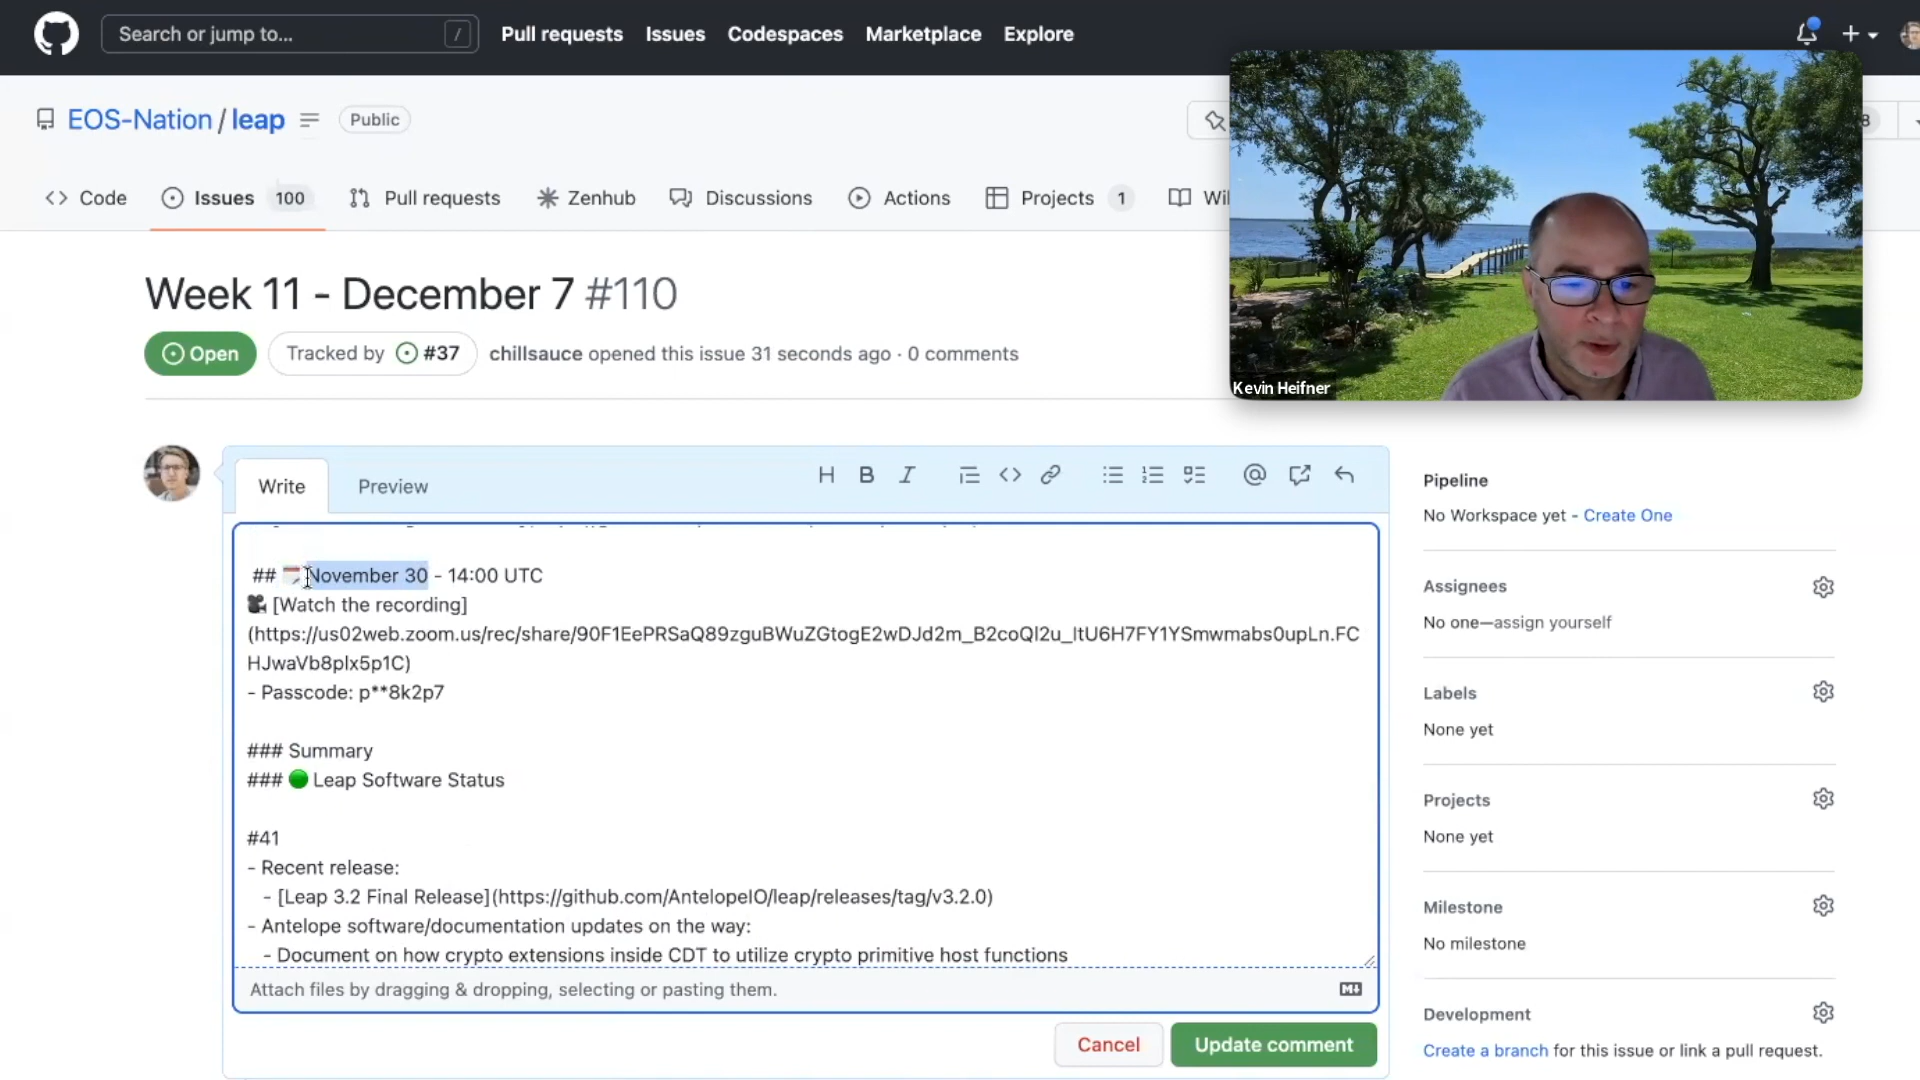 Search or jump to...
/
Pull requests
Issues
Codespaces
Marketplace
Explore
EOS-Nation / leap
Public
8
Code
Issues 100
Pull requests
Zenhub
Discussions
Actions
Projects 1
Wi
Kevin Heifner
Week 11 - December 7 #110
Open
Tracked by #37
chillsauce opened this issue 31 seconds ago · 0 comments
Write
Preview
## November 30 - 14:00 UTC
[Watch the recording]
(https://us02web.zoom.us/rec/share/90F1EePRSaQ89zguBWuZGtogE2wDJd2m_B2coQl2u_ltU6H7FY1YSmwmabs0upLn.FC
HJwaVb8plx5p1C)
- Passcode: p**8k2p7
### Summary
### Leap Software Status
#41
- Recent release:
- [Leap 3.2 Final Release](https://github.com/AntelopeIO/leap/releases/tag/v3.2.0)
- Antelope software/documentation updates on the way:
- Document on how crypto extensions inside CDT to utilize crypto primitive host functions
Attach files by dragging & dropping, selecting or pasting them.
Cancel
Update comment
Pipeline
No Workspace yet - Create One
Assignees
No one—assign yourself
Labels
None yet
Projects
None yet
Milestone
No milestone
Development
Create a branch for this issue or link a pull request.